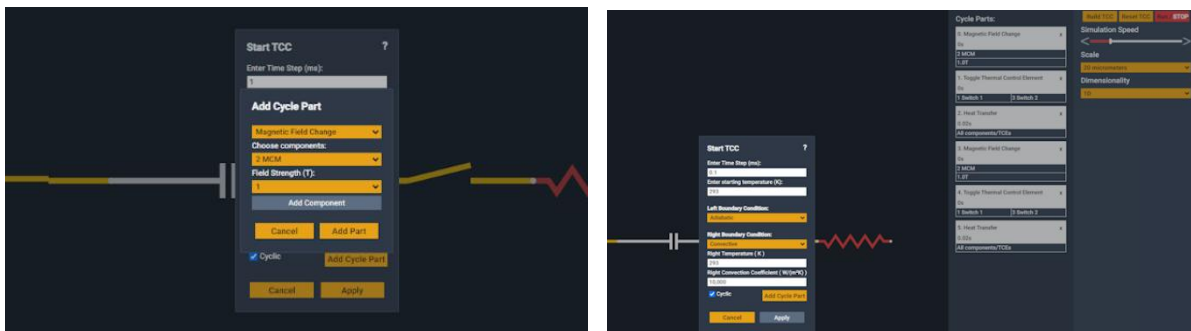 Start TCC ?
Enter Time Step (ms):
1
Add Cycle Part
Magnetic Field Change
Choose components:
2 MCM
Field Strength (T):
1
Add Component
Cancel Add Part
Cyclic Add Cycle Part
Cancel Apply
Start TCC ?
Enter Time Step (ms):
0.1
Enter starting temperature (K):
293
Left Boundary Condition:
Adiabatic
Right Boundary Condition:
Convective
Right Temperature ( K )
293
Right Convection Coefficient ( W/(m²K) )
10,000
Cyclic Add Cycle Part
Cancel Apply
Cycle Parts:
0. Magnetic Field Change x
0s
2 MCM
1.0T
1. Toggle Thermal Control Element x
0s
1 Switch 1 3 Switch 2
2. Heat Transfer x
0.02s
All components/TCEs
3. Magnetic Field Change x
0s
2 MCM
1.0T
4. Toggle Thermal Control Element x
0s
1 Switch 1 3 Switch 2
5. Heat Transfer x
0.02s
All components/TCEs
Build TCC Reset TCC STOP
Simulation Speed
Scale
20 micrometers
Dimensionality
1D